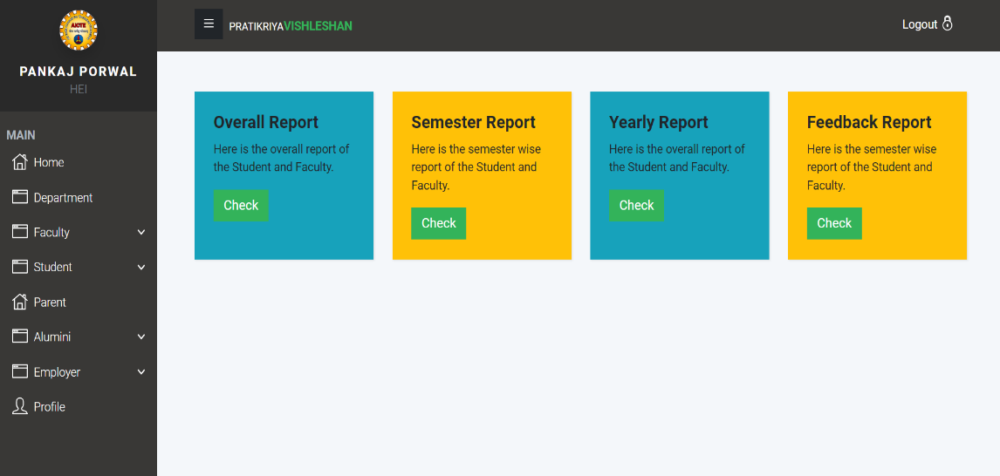 AICTE
PANKAJ PORWAL
HEI
MAIN
Home
Department
Faculty
Student
Parent
Alumini
Employer
Profile
PRATIKRIYAVISHLESHAN
Logout
Overall Report
Here is the overall report of
the Student and Faculty.
Check
Semester Report
Here is the semester wise
report of the Student and
Faculty.
Check
Yearly Report
Here is the overall report of
the Student and Faculty.
Check
Feedback Report
Here is the semester wise
report of the Student and
Faculty.
Check